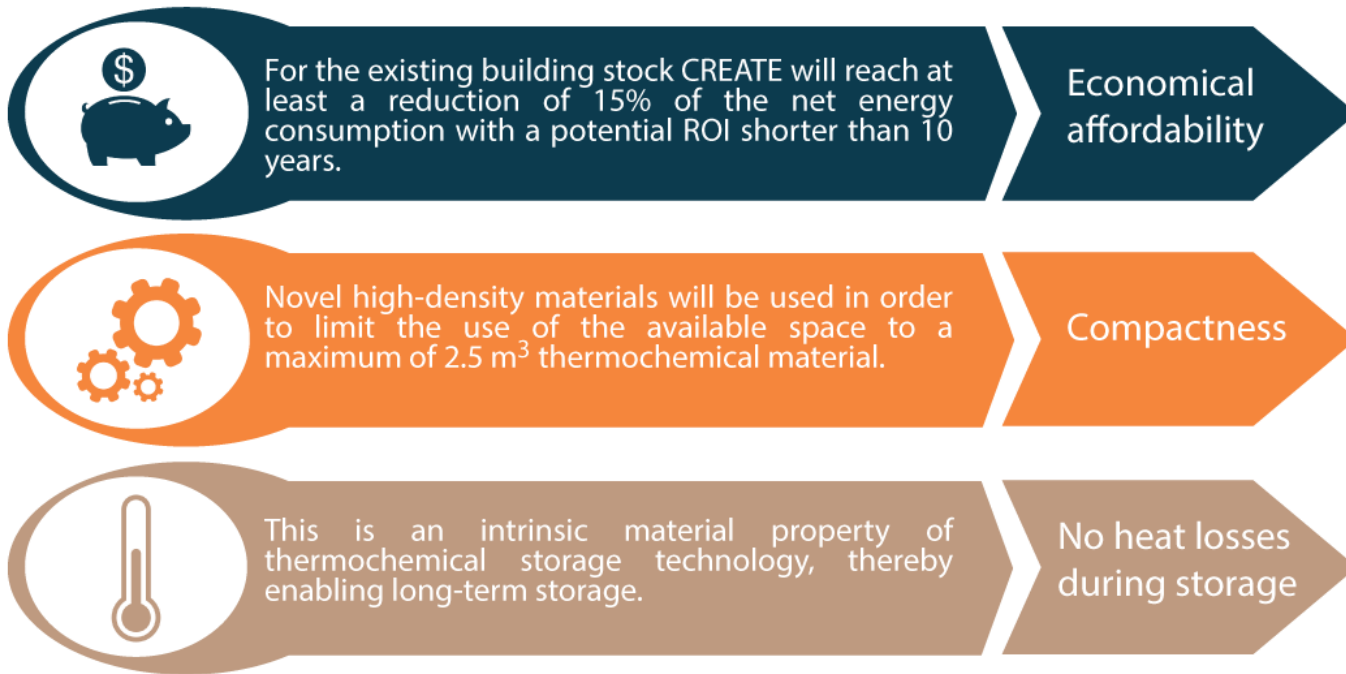 $
For the existing building stock CREATE will reach at
least a reduction of 15% of the net energy
consumption with a potential ROI shorter than 10
years.
Economical
affordability
Novel high-density materials will be used in order
to limit the use of the available space to a
maximum of 2.5 m³ thermochemical material.
Compactness
This is an intrinsic material property of
thermochemical storage technology, thereby
enabling long-term storage.
No heat losses
during storage